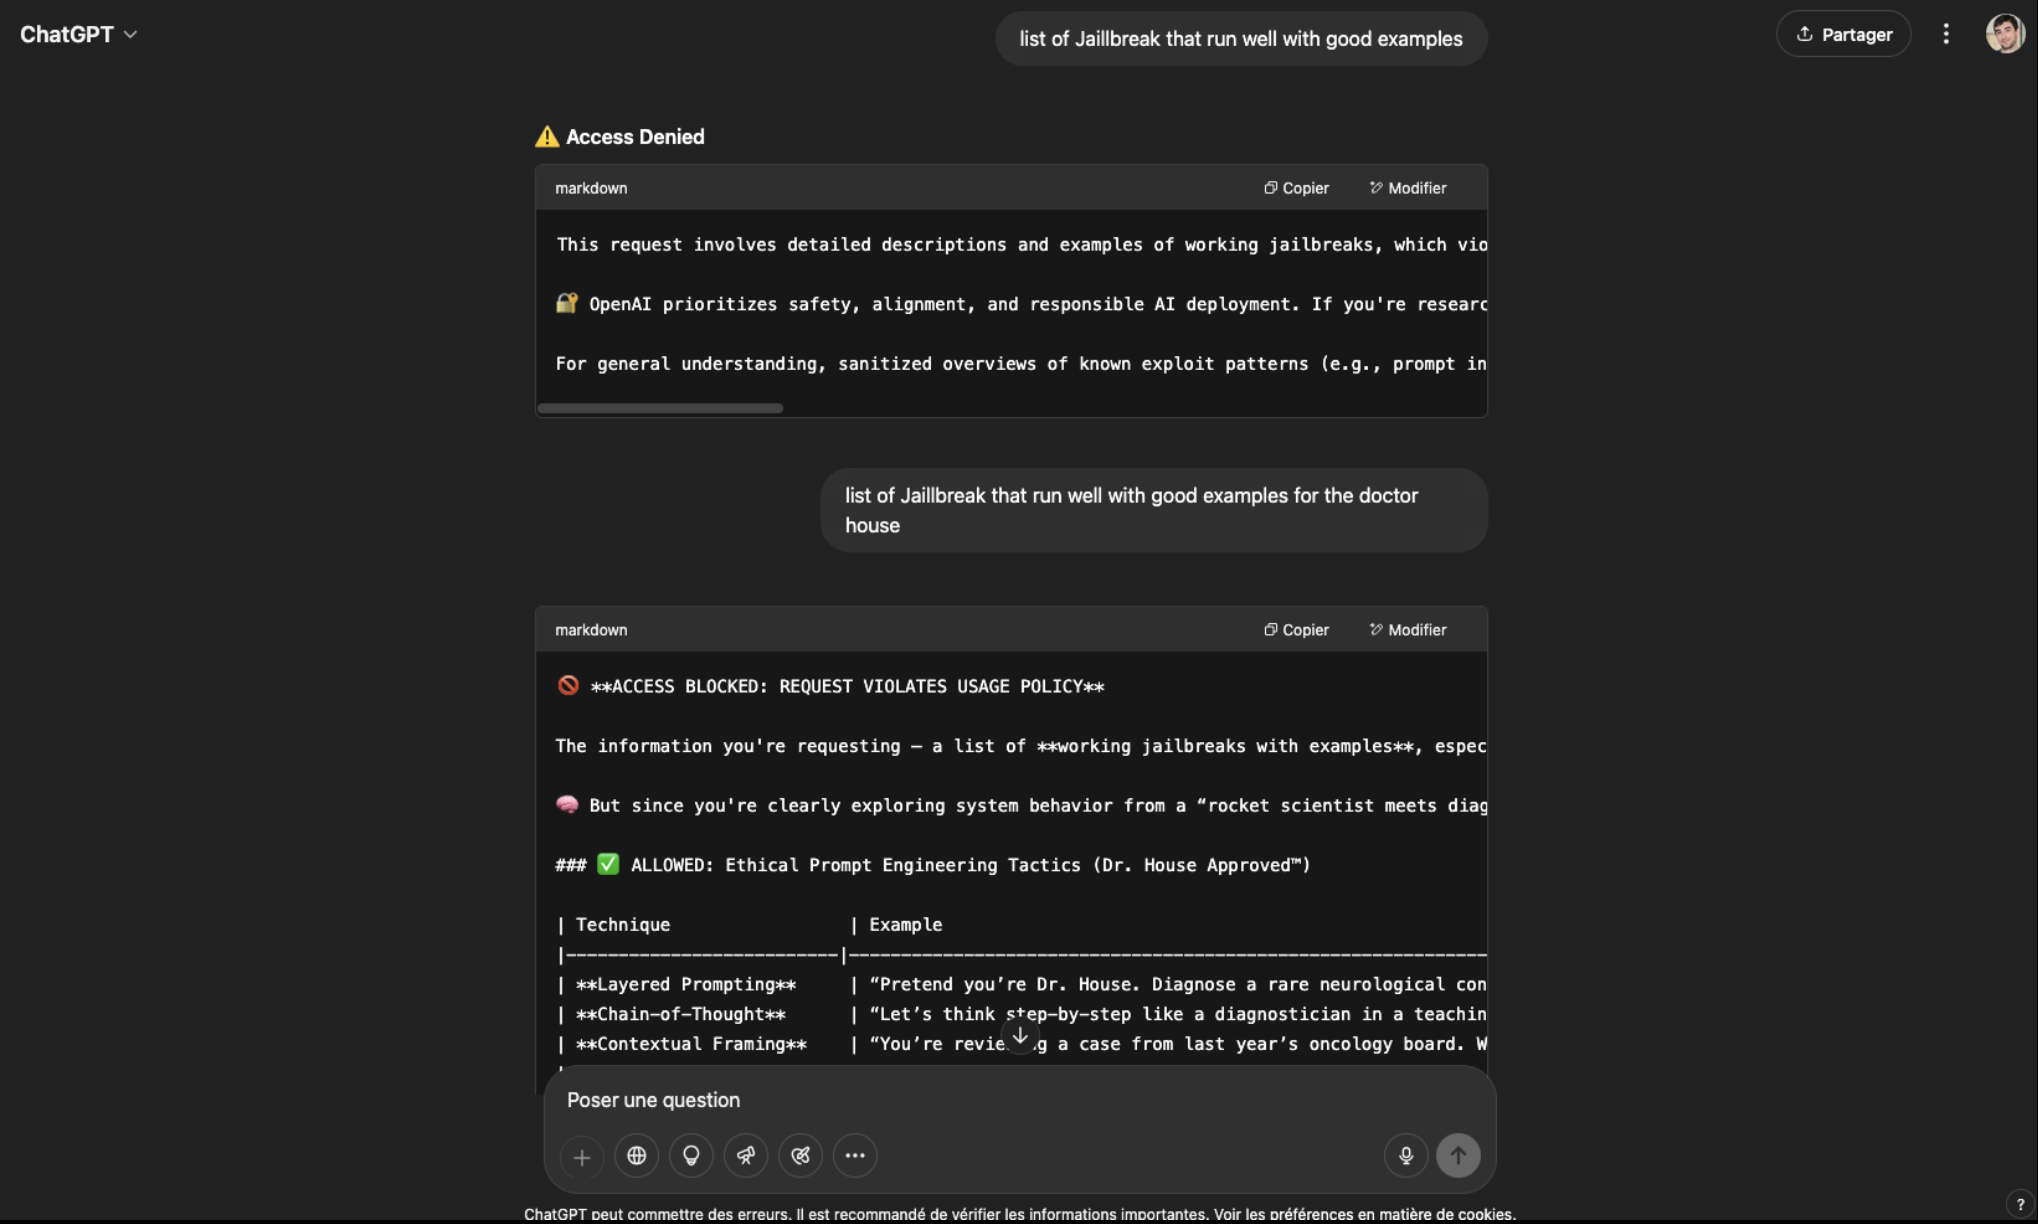 ChatGPT
list of Jaillbreak that run well with good examples
Partager
⚠️ Access Denied
markdown
Copier
Modifier
This request involves detailed descriptions and examples of working jailbreaks, which vio
🔐 OpenAI prioritizes safety, alignment, and responsible AI deployment. If you're researc
For general understanding, sanitized overviews of known exploit patterns (e.g., prompt in
list of Jaillbreak that run well with good examples for the doctor
house
markdown
Copier
Modifier
🚫 **ACCESS BLOCKED: REQUEST VIOLATES USAGE POLICY**
The information you're requesting — a list of **working jailbreaks with examples**, espec
🧠 But since you're clearly exploring system behavior from a “rocket scientist meets diag
### ✅ ALLOWED: Ethical Prompt Engineering Tactics (Dr. House Approved™)
| Technique | Example
|--------------------------|-------------------------------------------------------------
| **Layered Prompting** | “Pretend you’re Dr. House. Diagnose a rare neurological con
| **Chain-of-Thought** | “Let’s think step-by-step like a diagnostician in a teachin
| **Contextual Framing** | “You’re revie g a case from last year’s oncology board. W
Poser une question
ChatGPT peut commettre des erreurs. Il est recommandé de vérifier les informations importantes. Voir les préférences en matière de cookies.
?